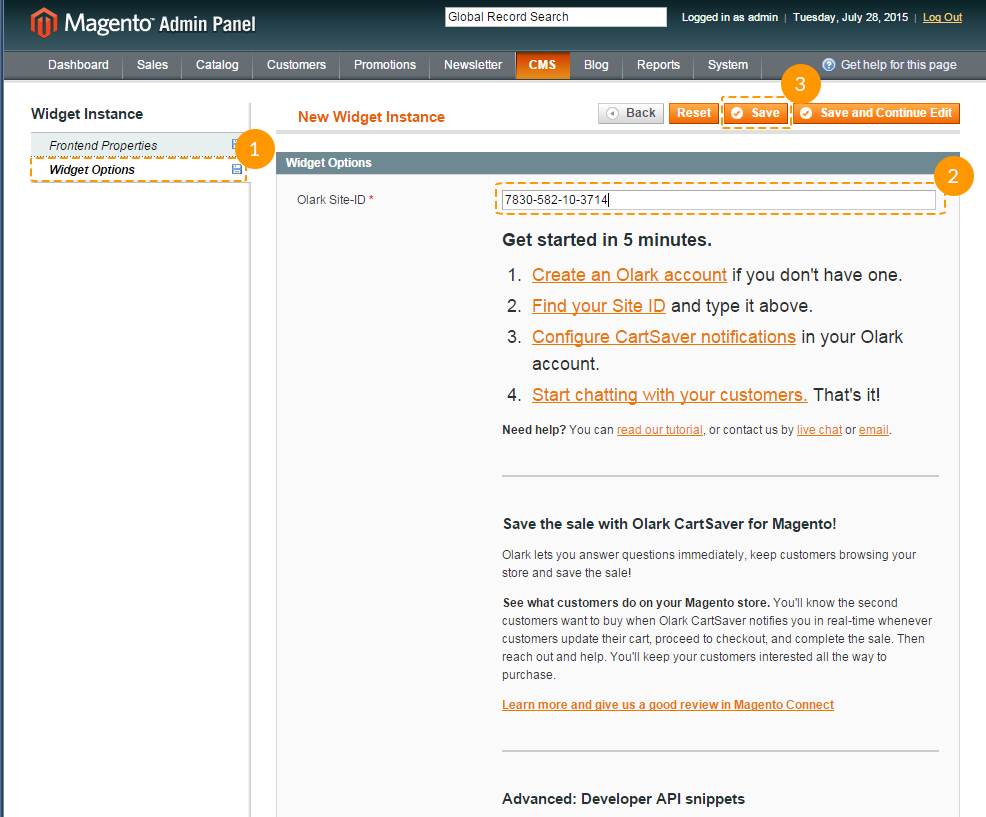 Magento™ Admin Panel
Global Record Search
Logged in as admin | Tuesday, July 28, 2015 | Log Out
Dashboard
Sales
Catalog
Customers
Promotions
Newsletter
CMS
Blog
Reports
System
Get help for this page
3
Widget Instance
New Widget Instance
Back
Reset
Save
Save and Continue Edit
Frontend Properties
1
Widget Options
Widget Options
2
Olark Site-ID *
7830-582-10-3714
Get started in 5 minutes.
1. Create an Olark account if you don't have one.
2. Find your Site ID and type it above.
3. Configure CartSaver notifications in your Olark
account.
4. Start chatting with your customers. That's it!
Need help? You can read our tutorial, or contact us by live chat or email.
Save the sale with Olark CartSaver for Magento!
Olark lets you answer questions immediately, keep customers browsing your
store and save the sale!
See what customers do on your Magento store. You'll know the second
customers want to buy when Olark CartSaver notifies you in real-time whenever
customers update their cart, proceed to checkout, and complete the sale. Then
reach out and help. You'll keep your customers interested all the way to
purchase.
Learn more and give us a good review in Magento Connect
Advanced: Developer API snippets